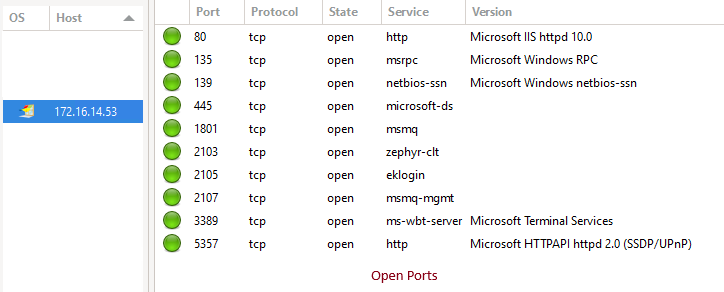 OS Host Port Protocol State Service Version
80 tcp open http Microsoft IIS httpd 10.0
135 tcp open msrpc Microsoft Windows RPC
139 tcp open netbios-ssn Microsoft Windows netbios-ssn
172.16.14.53 445 tcp open microsoft-ds
1801 tcp open msmq
2103 tcp open zephyr-clt
2105 tcp open eklogin
2107 tcp open msmq-mgmt
3389 tcp open ms-wbt-server Microsoft Terminal Services
5357 tcp open http Microsoft HTTPAPI httpd 2.0 (SSDP/UPnP)
Open Ports